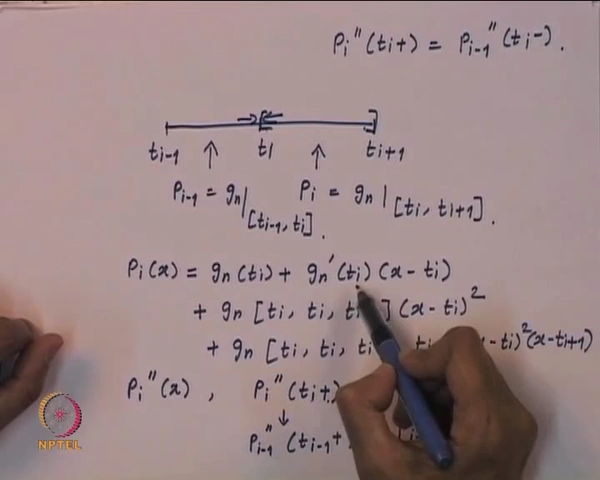 Pi''(ti+) = Pi-1''(ti-).
ti-1 ti ti+1
Pi-1 = gn|[ti-1, ti]. Pi = gn|[ti, ti+1].
Pi(x) = gn(ti) + gn'(ti)(x-ti)
+ gn[ti, ti, ](x-ti)²
+ gn[ti, ti, -ti)²(x-ti+1)
Pi''(x), Pi''(ti+)
↓
Pi-1''(ti-1+
NPTEL